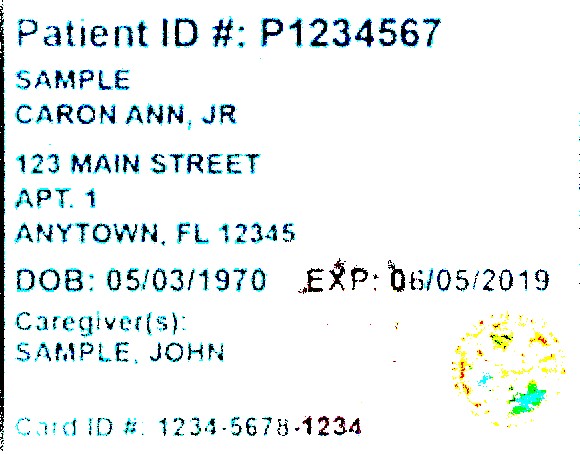 Patient ID #: P1234567
SAMPLE
CARON ANN, JR
123 MAIN STREET
APT. 1
ANYTOWN, FL 12345
DOB: 05/03/1970 EXP: 06/05/2019
Caregiver(s):
SAMPLE, JOHN
Card ID #: 1234-5678-1234